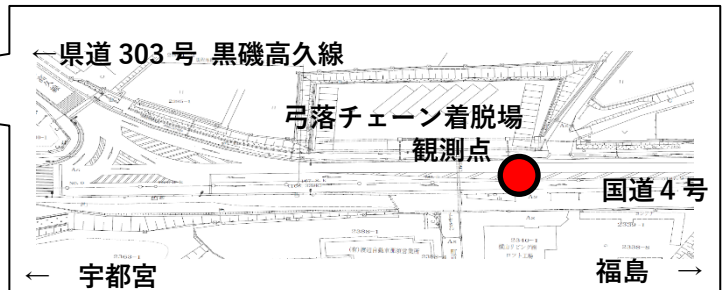 ←県道 303 号 黒磯高久線
弓落チェーン着脱場
観測点
国道 4 号
← 宇都宮
福島 →